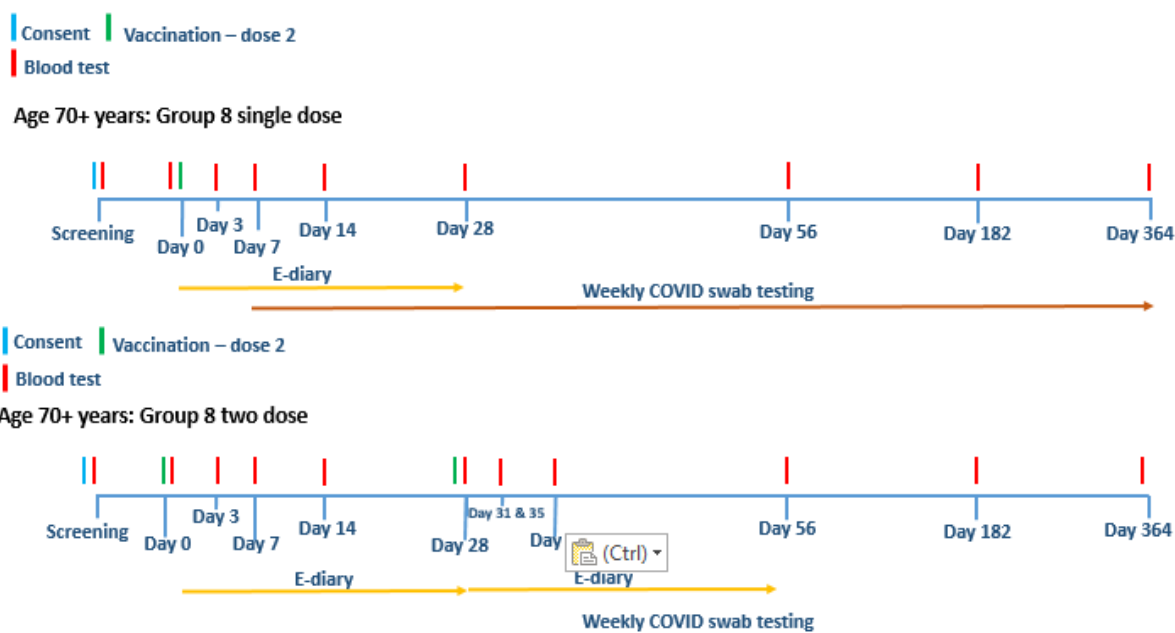 Consent Vaccination – dose 2
Blood test
Age 70+ years: Group 8 single dose
Screening Day 0 Day 3 Day 7 Day 14 Day 28 Day 56 Day 182 Day 364
E-diary
Weekly COVID swab testing
Consent Vaccination – dose 2
Blood test
Age 70+ years: Group 8 two dose
Screening Day 0 Day 3 Day 7 Day 14 Day 28 Day 31 & 35 Day Day 56 Day 182 Day 364
(Ctrl)
E-diary E-diary
Weekly COVID swab testing